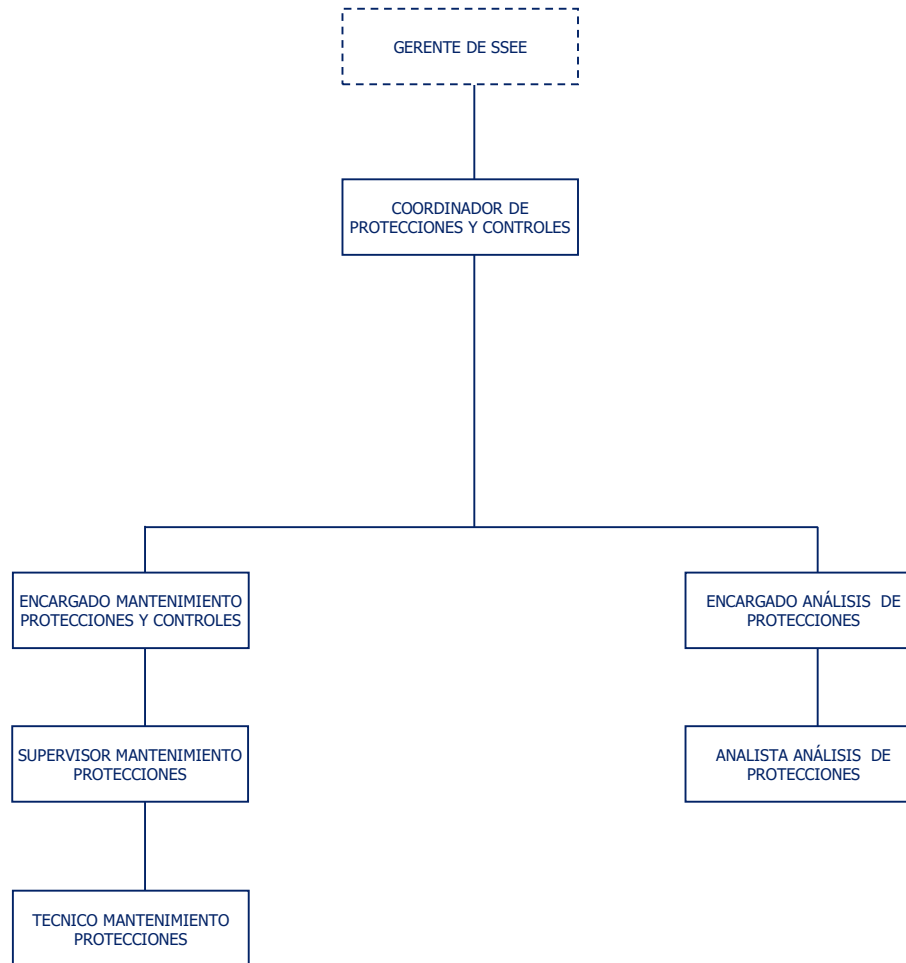 GERENTE DE SSEE
COORDINADOR DE
PROTECCIONES Y CONTROLES
ENCARGADO MANTENIMIENTO
PROTECCIONES Y CONTROLES
ENCARGADO ANÁLISIS  DE
PROTECCIONES
SUPERVISOR MANTENIMIENTO
PROTECCIONES
ANALISTA ANÁLISIS  DE
PROTECCIONES
TECNICO MANTENIMIENTO
PROTECCIONES